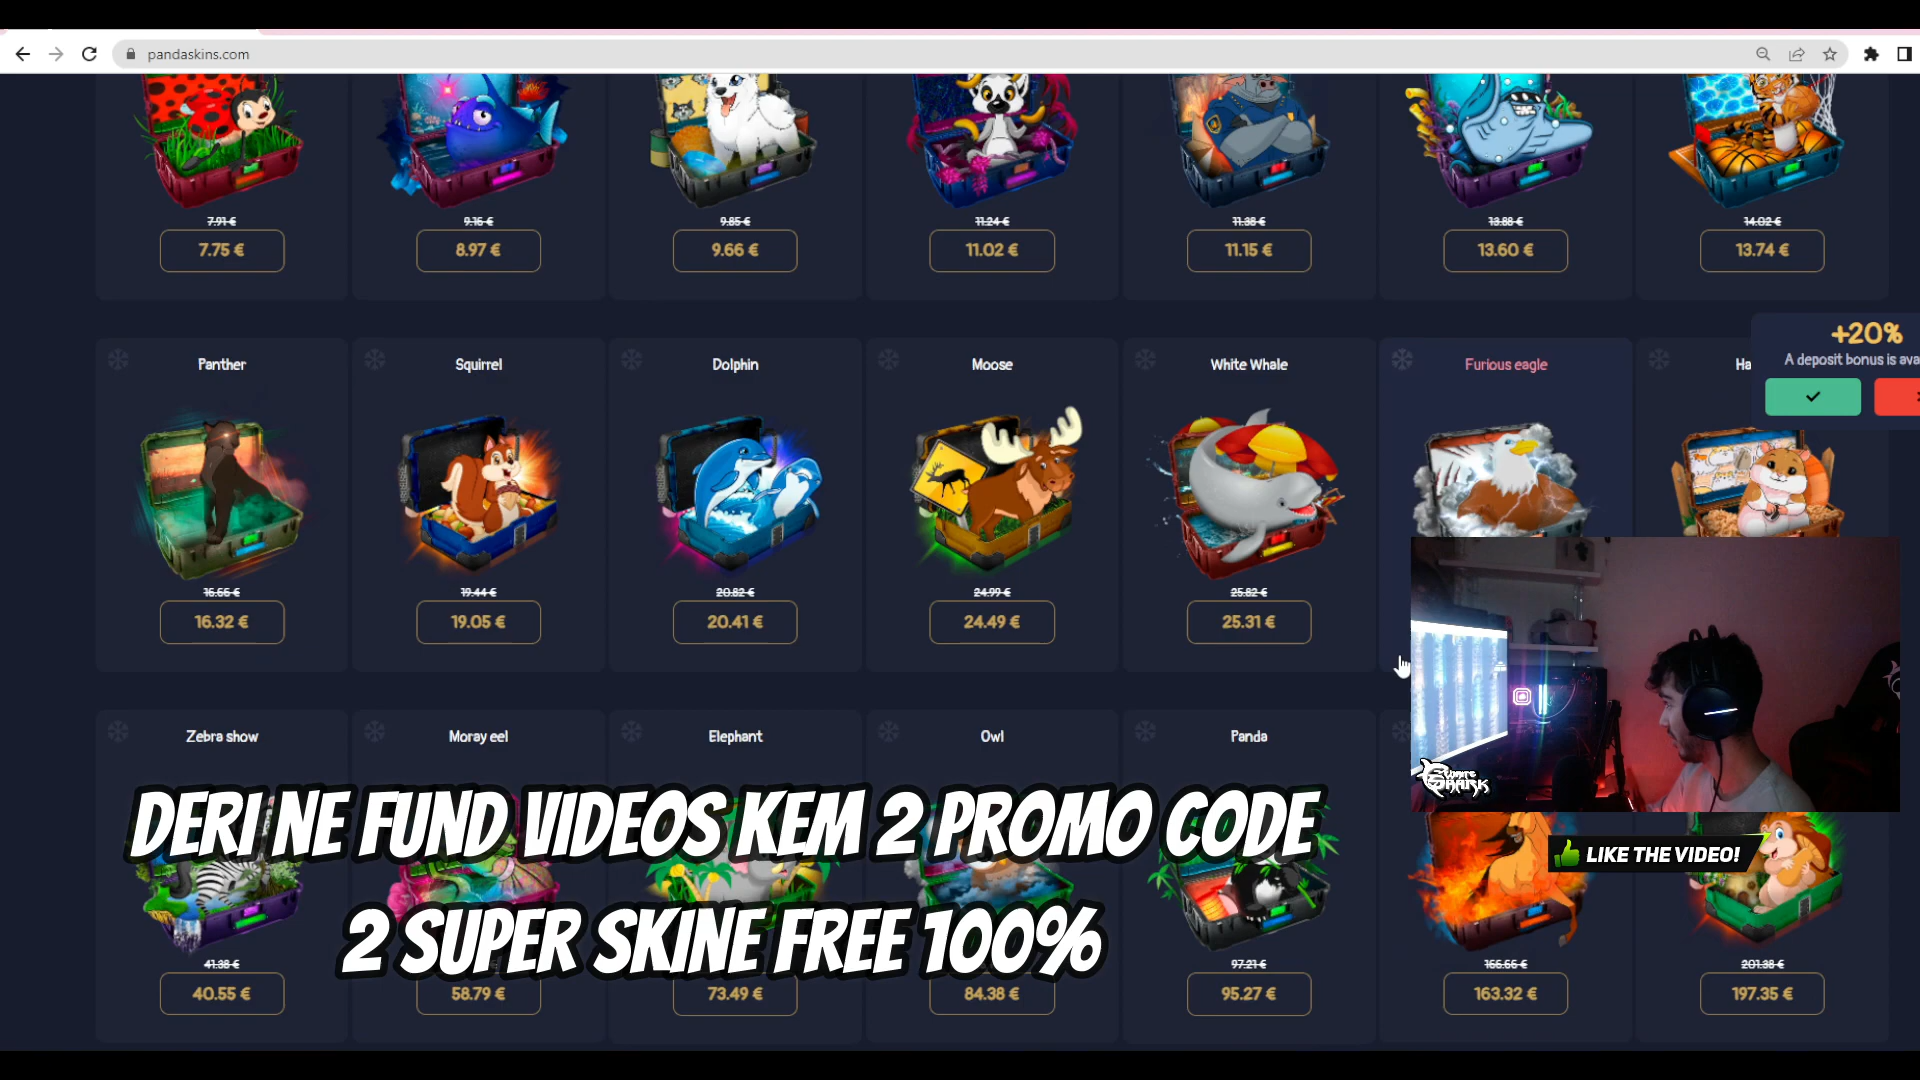 pandaskins.com
7.91 €
9.15 €
9.85 €
11.24 €
11.38 €
13.88 €
14.02 €
7.75 €
8.97 €
9.66 €
11.02 €
11.15 €
13.60 €
13.74 €
+20%
A deposit bonus is ava
Panther
Squirrel
Dolphin
Moose
White Whale
Furious eagle
Ha
16.66 €
19.44 €
20.82 €
24.99 €
25.82 €
16.32 €
19.05 €
20.41 €
24.49 €
25.31 €
Zebra show
Moray eel
Elephant
Owl
Panda
WHITE
SHARK
DERI NE FUND VIDEOS KEM 2 PROMO CODE
2 SUPER SKINE FREE 100%
LIKE THE VIDEO!
41.38 €
97.21 €
166.66 €
201.38 €
40.55 €
58.79 €
73.49 €
84.38 €
95.27 €
163.32 €
197.35 €